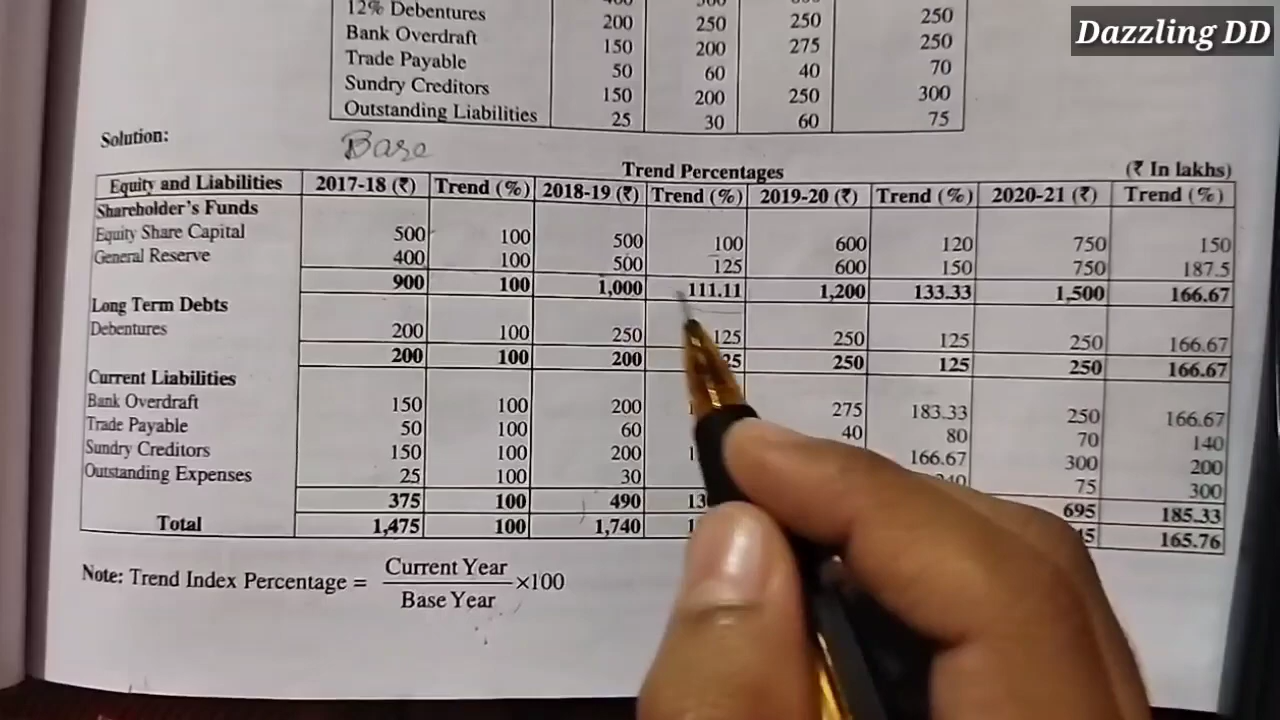 Dazzling DD
12% Debentures 200 250 250 250
Bank Overdraft 150 200 275 250
Trade Payable 50 60 40 70
Sundry Creditors 150 200 250 300
Outstanding Liabilities 25 30 60 75
Solution:
Base
Trend Percentages (₹ In lakhs)
Equity and Liabilities 2017-18 (₹) Trend (%) 2018-19 (₹) Trend (%) 2019-20 (₹) Trend (%) 2020-21 (₹) Trend (%)
Shareholder's Funds
Equity Share Capital 500 100 500 100 600 120 750 150
General Reserve 400 100 500 125 600 150 750 187.5
900 100 1,000 111.11 1,200 133.33 1,500 166.67
Long Term Debts
Debentures 200 100 250 125 250 125 250 166.67
200 100 200 250 125 250 166.67
Current Liabilities
Bank Overdraft 150 100 200 275 183.33 250 166.67
Trade Payable 50 100 60 40 80 70 140
Sundry Creditors 150 100 200 166.67 300 200
Outstanding Expenses 25 100 30 75 300
375 100 490 695 185.33
Total 1,475 100 1,740 165.76
Note: Trend Index Percentage = Current Year
Base Year ×100